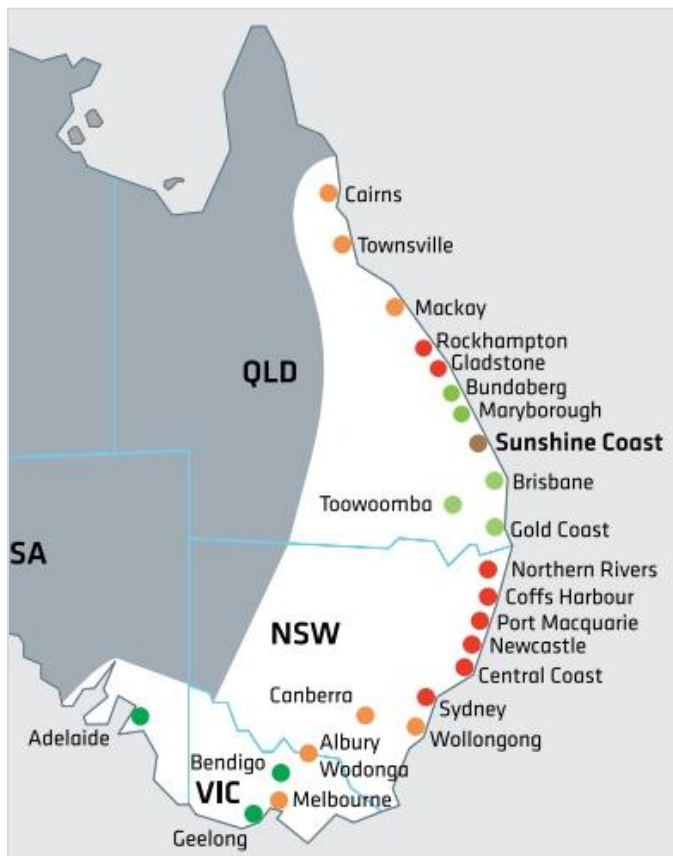 Cairns
Townsville
Mackay
Rockhampton
Gladstone
QLD
Bundaberg
Maryborough
Sunshine Coast
Brisbane
Toowoomba
Gold Coast
SA
Northern Rivers
Coffs Harbour
NSW
Port Macquarie
Newcastle
Central Coast
Canberra
Sydney
Wollongong
Adelaide
Albury
Wodonga
Bendigo
VIC
Melbourne
Geelong